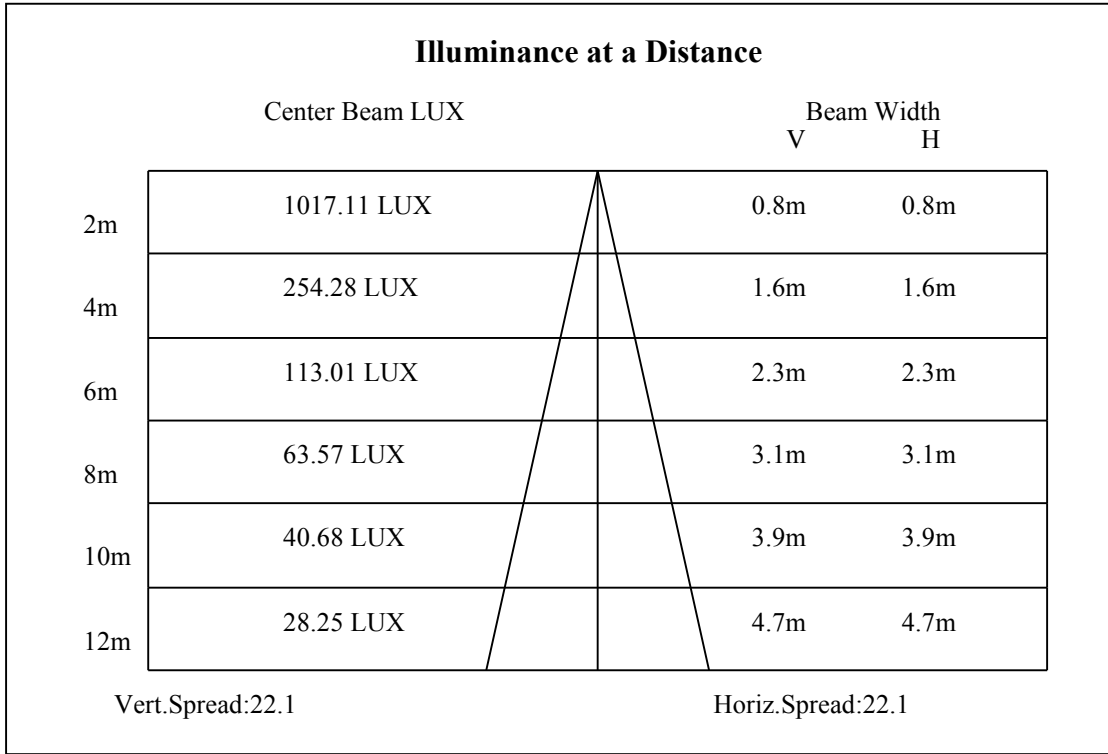 Illuminance at a Distance
Center Beam LUX Beam Width
V H
2m 1017.11 LUX 0.8m 0.8m
4m 254.28 LUX 1.6m 1.6m
6m 113.01 LUX 2.3m 2.3m
8m 63.57 LUX 3.1m 3.1m
10m 40.68 LUX 3.9m 3.9m
12m 28.25 LUX 4.7m 4.7m
Vert.Spread:22.1 Horiz.Spread:22.1